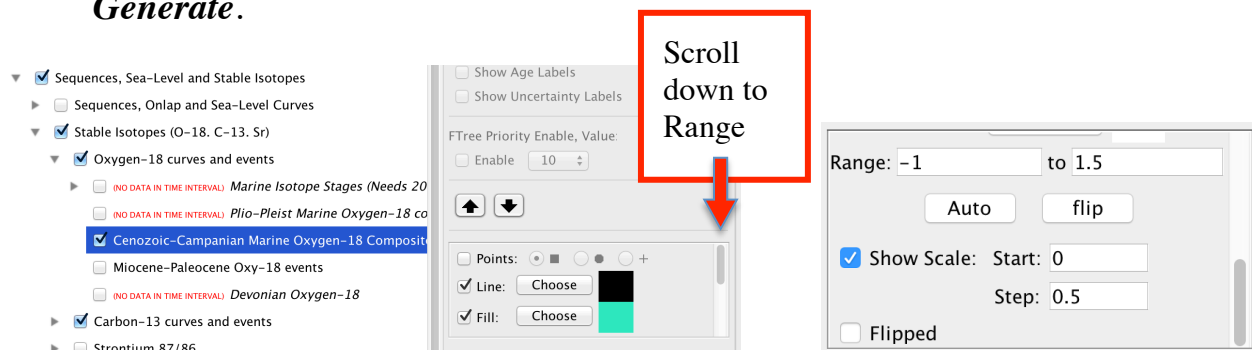 Generate.
Sequences, Sea-Level and Stable Isotopes
Sequences, Onlap and Sea-Level Curves
Stable Isotopes (O-18. C-13. Sr)
Oxygen-18 curves and events
(NO DATA IN TIME INTERVAL) Marine Isotope Stages (Needs 20
(NO DATA IN TIME INTERVAL) Plio-Pleist Marine Oxygen-18 co
Cenozoic-Campanian Marine Oxygen-18 Composit
Miocene-Paleocene Oxy-18 events
(NO DATA IN TIME INTERVAL) Devonian Oxygen-18
Carbon-13 curves and events
Strontium 87/86
Show Age Labels
Show Uncertainty Labels
FTree Priority Enable, Value:
Enable 10
Points: +
Line: Choose
Fill: Choose
Scroll
down to
Range
Range: -1 to 1.5
Auto flip
Show Scale: Start: 0
Step: 0.5
Flipped